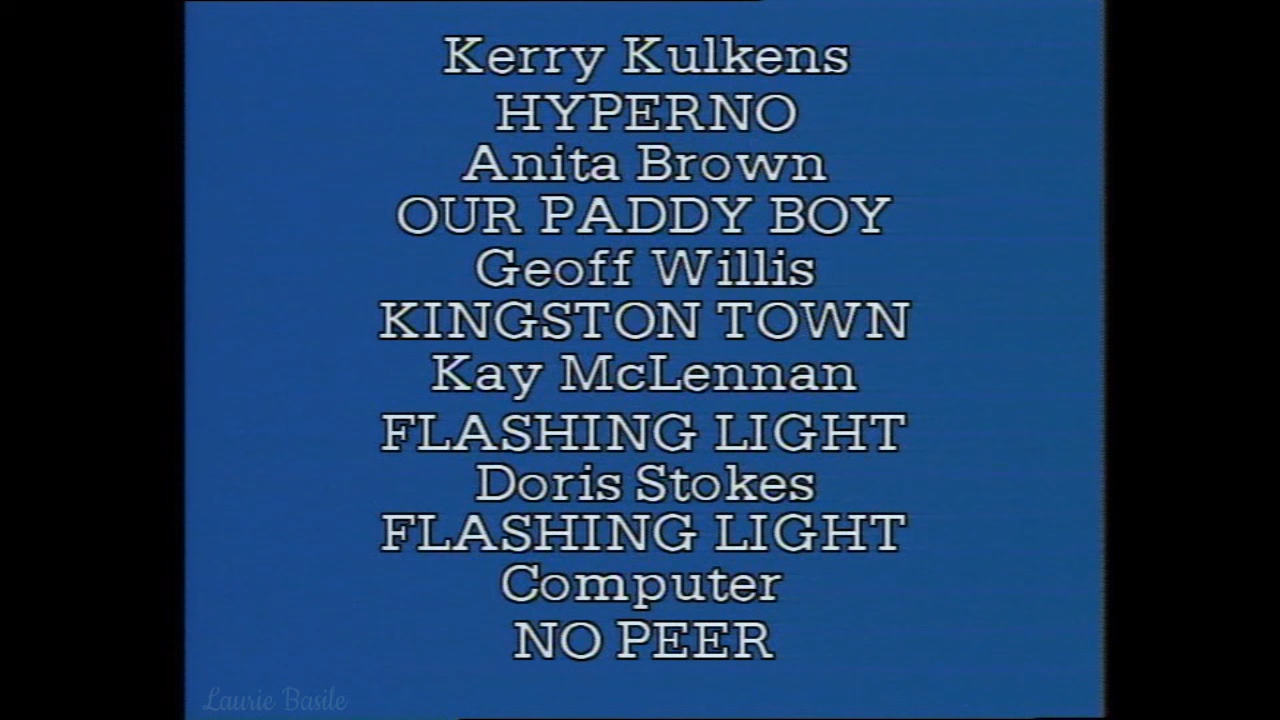 Kerry Kulkens
HYPERNO
Anita Brown
OUR PADDY BOY
Geoff Willis
KINGSTON TOWN
Kay McLennan
FLASHING LIGHT
Doris Stokes
FLASHING LIGHT
Computer
NO PEER
Laurie Basile